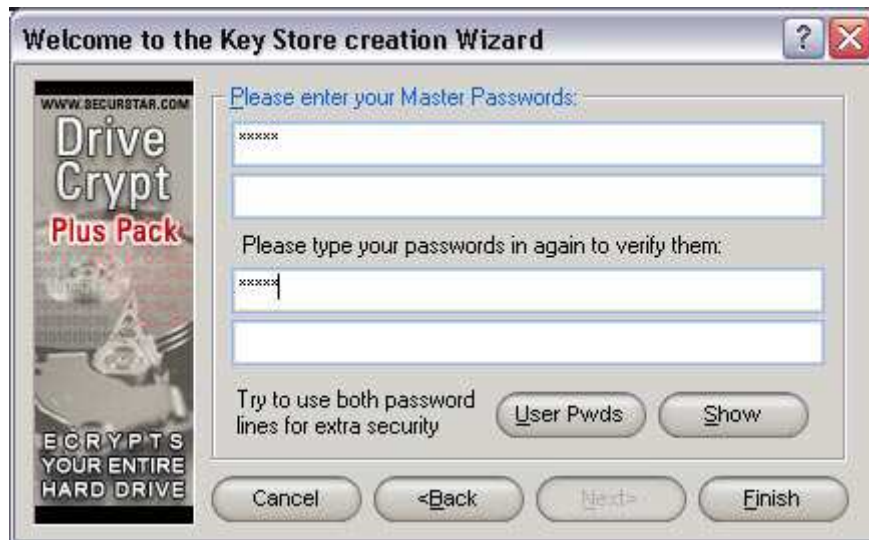 Welcome to the Key Store creation Wizard
?
WWW.SECURSTAR.COM
Drive
Crypt
Plus Pack
ECRYPTS
YOUR ENTIRE
HARD DRIVE
Please enter your Master Passwords:
*****
Please type your passwords in again to verify them:
*****
Try to use both password
lines for extra security
User Pwds
Show
Cancel
<Back
Next>
Finish